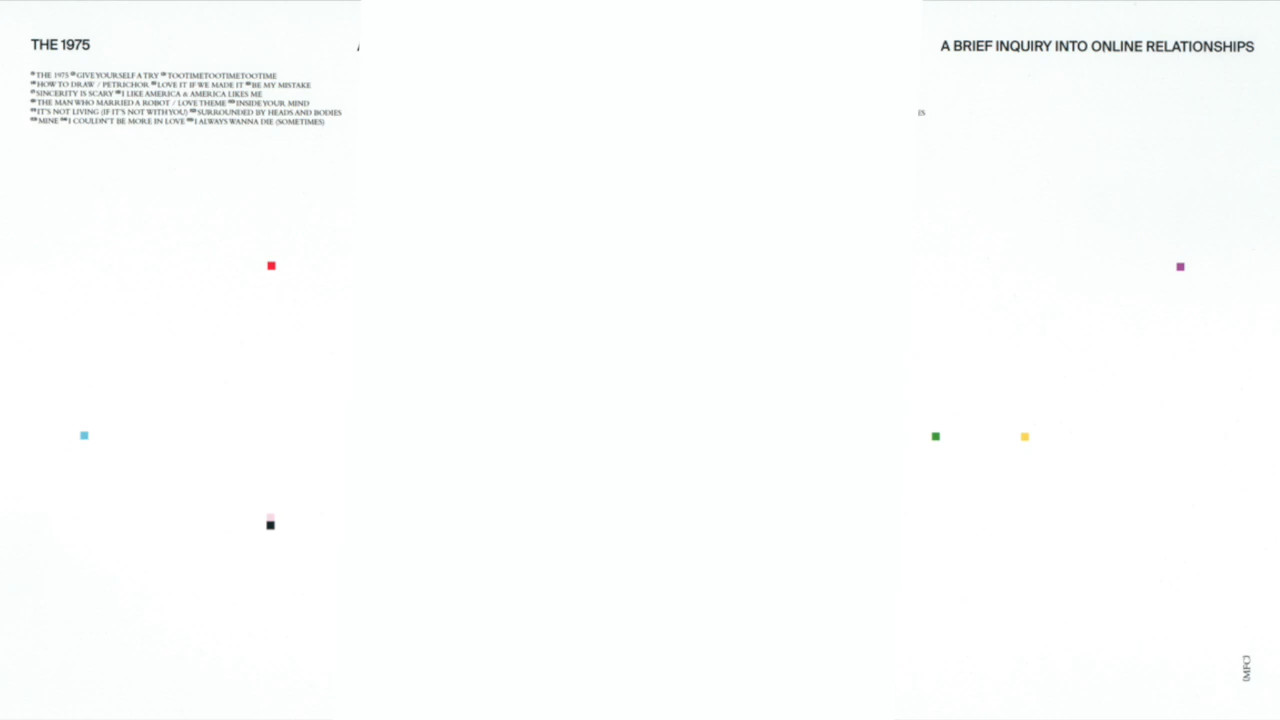 THE 1975
A BRIEF INQUIRY INTO ONLINE RELATIONSHIPS
THE 1975 GIVE YOURSELF A TRY TOOTIMETOOTIMETOOTIME
HOW TO DRAW / PETRICHOR LOVE IT IF WE MADE IT BE MY MISTAKE
SINCERITY IS SCARY I LIKE AMERICA & AMERICA LIKES ME
THE MAN WHO MARRIED A ROBOT / LOVE THEME INSIDE YOUR MIND
IT'S NOT LIVING (IF IT'S NOT WITH YOU) SURROUNDED BY HEADS AND BODIES
MINE I COULDN'T BE MORE IN LOVE I ALWAYS WANNA DIE (SOMETIMES)
ES
(MFC)